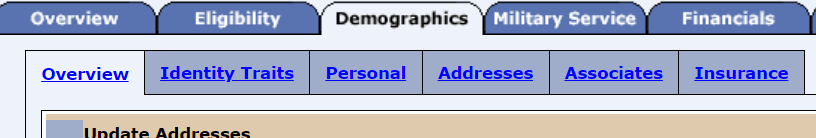 Overview Eligibility Demographics Military Service Financials
Overview Identity Traits Personal Addresses Associates Insurance
Update Addresses